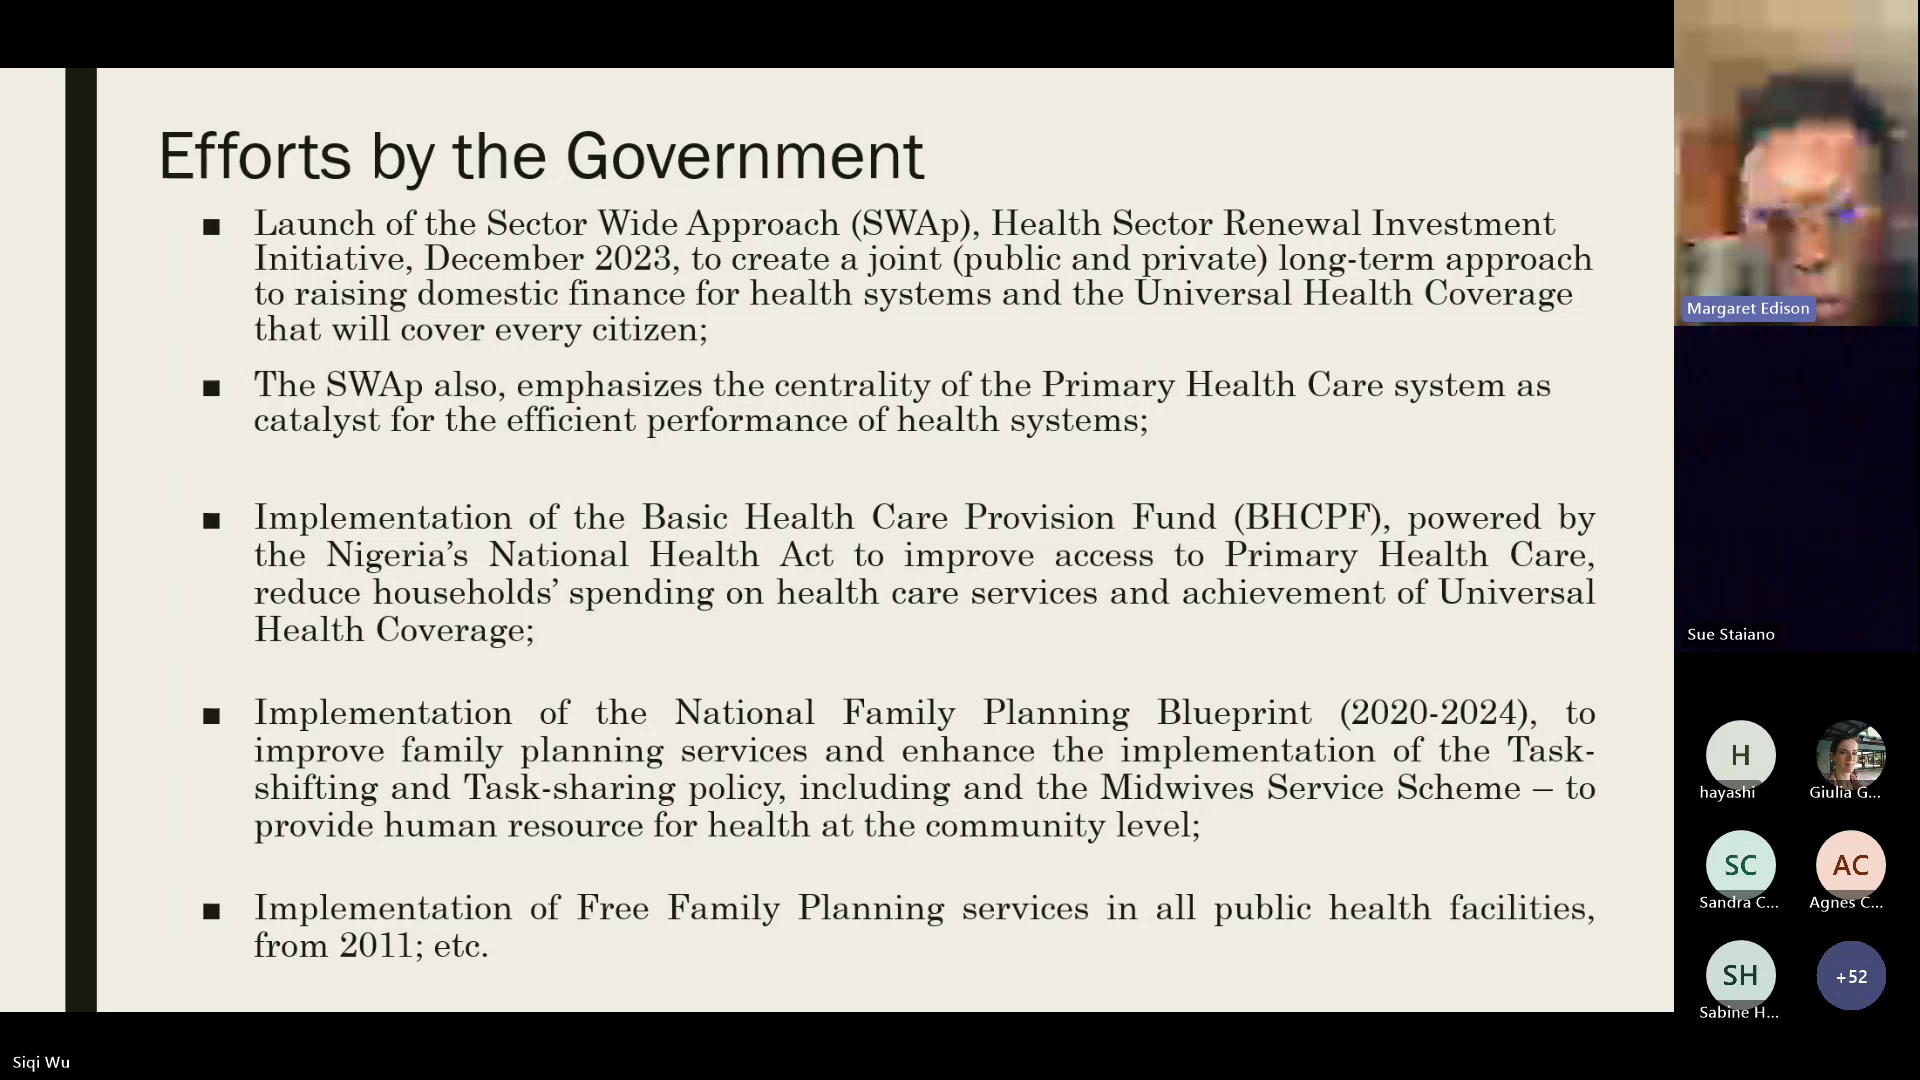 Efforts by the Government
■ Launch of the Sector Wide Approach (SWAp), Health Sector Renewal Investment
Initiative, December 2023, to create a joint (public and private) long-term approach
to raising domestic finance for health systems and the Universal Health Coverage
that will cover every citizen;
■ The SWAp also, emphasizes the centrality of the Primary Health Care system as
catalyst for the efficient performance of health systems;
■ Implementation of the Basic Health Care Provision Fund (BHCPF), powered by
the Nigeria’s National Health Act to improve access to Primary Health Care,
reduce households’ spending on health care services and achievement of Universal
Health Coverage;
■ Implementation of the National Family Planning Blueprint (2020-2024), to
improve family planning services and enhance the implementation of the Task-
shifting and Task-sharing policy, including and the Midwives Service Scheme – to
provide human resource for health at the community level;
■ Implementation of Free Family Planning services in all public health facilities,
from 2011; etc.
Margaret Edison
Sue Staiano
H
hayashi
Giulia G...
SC
Sandra C...
AC
Agnes C...
SH
Sabine H...
+52
Siqi Wu